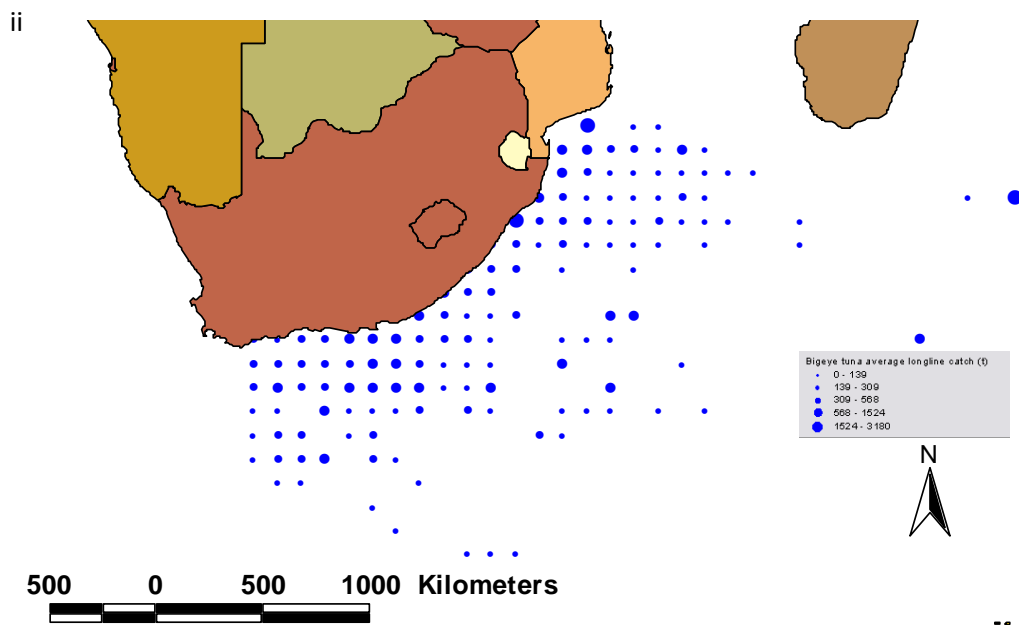 ii
Bigeye tuna average longline catch (t)
0 - 139
139 - 309
309 - 568
568 - 1524
1524 - 3180
N
500 0 500 1000 Kilometers